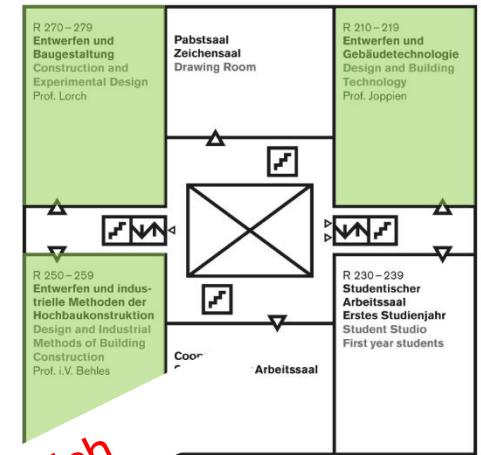 R 270 – 279
Entwerfen und
Baugestaltung
Construction and
Experimental Design
Prof. Lorch
Pabstsaal
Zeichensaal
Drawing Room
R 210 – 219
Entwerfen und
Gebäudetechnologie
Design and Building
Technology
Prof. Joppien
R 250 – 259
Entwerfen und indus-
trielle Methoden der
Hochbaukonstruktion
Design and Industrial
Methods of Building
Construction
Prof. i.V. Behles
Arbeitssaal
R 230 – 239
Studentischer
Arbeitssaal
Erstes Studienjahr
Student Studio
First year students